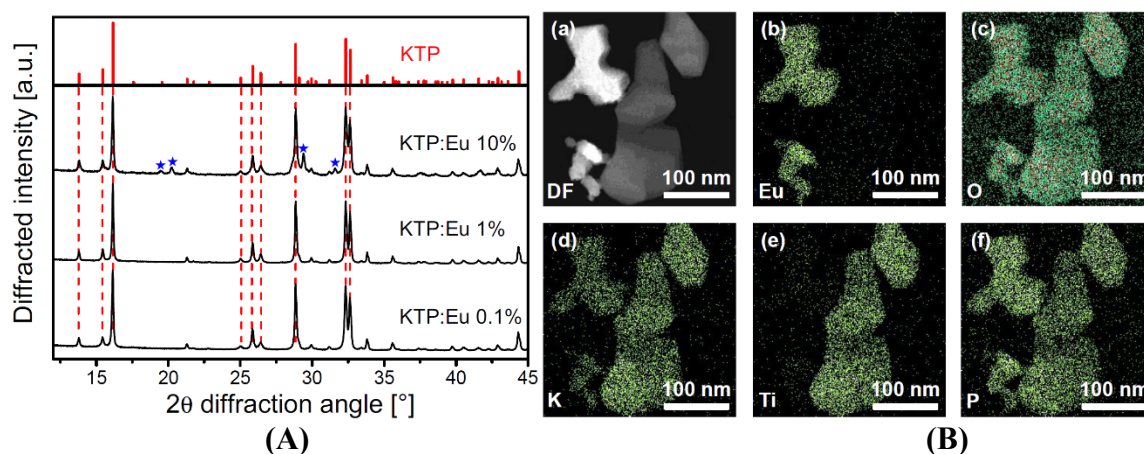 Diffracted intensity [a.u.]
KTP
KTP:Eu 10%
KTP:Eu 1%
KTP:Eu 0.1%
15 20 25 30 35 40 45
2θ diffraction angle [°]
(A)
(a)
DF
100 nm
(b)
Eu
100 nm
(c)
O
100 nm
(d)
K
100 nm
(e)
Ti
100 nm
(f)
P
100 nm
(B)